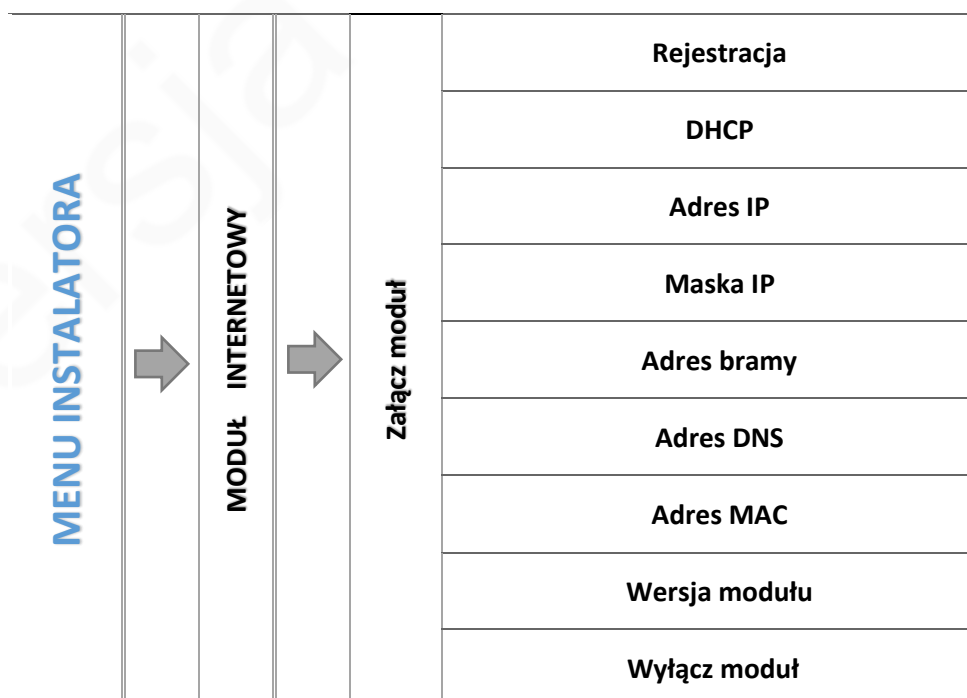 MENU INSTALATORA
MODUŁ INTERNETOWY
Załącz moduł
Rejestracja
DHCP
Adres IP
Maska IP
Adres bramy
Adres DNS
Adres MAC
Wersja modułu
Wyłącz moduł